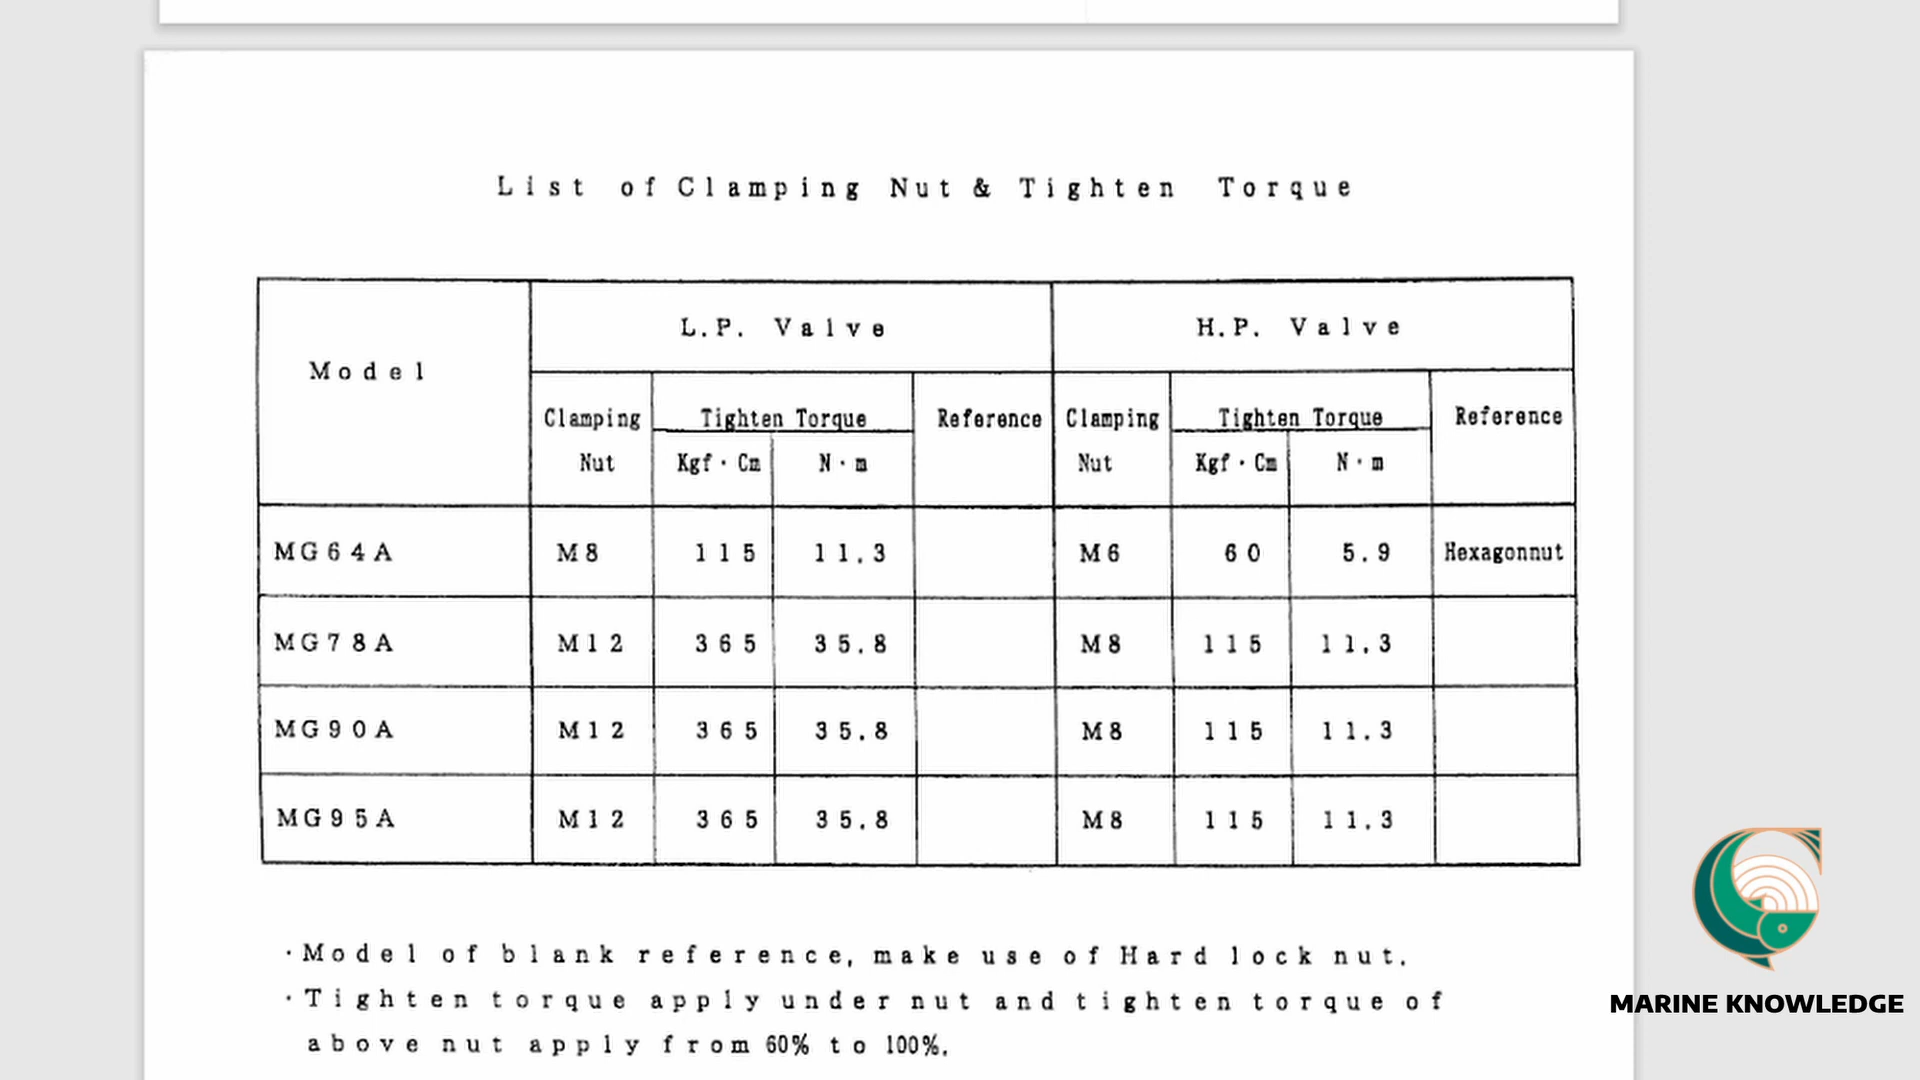 List of Clamping Nut & Tighten Torque
Model
L.P. Valve
H.P. Valve
Clamping Nut
Tighten Torque
Reference
Clamping Nut
Tighten Torque
Reference
Kgf・Cm
N・m
Kgf・Cm
N・m
MG64A M8 115 11.3 M6 60 5.9 Hexagonnut
MG78A M12 365 35.8 M8 115 11.3
MG90A M12 365 35.8 M8 115 11.3
MG95A M12 365 35.8 M8 115 11.3
・Model of blank reference, make use of Hard lock nut.
・Tighten torque apply under nut and tighten torque of
above nut apply from 60% to 100%.
MARINE KNOWLEDGE